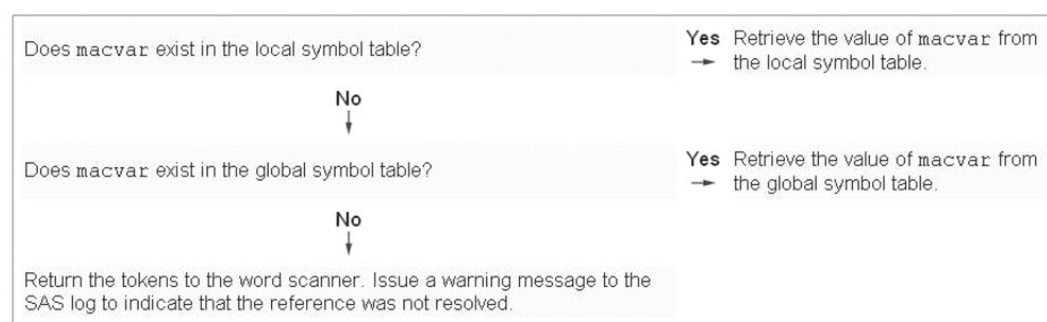 Does macvar exist in the local symbol table?
Yes Retrieve the value of macvar from
→ the local symbol table.
No
↓
Does macvar exist in the global symbol table?
Yes Retrieve the value of macvar from
→ the global symbol table.
No
↓
Return the tokens to the word scanner. Issue a warning message to the
SAS log to indicate that the reference was not resolved.